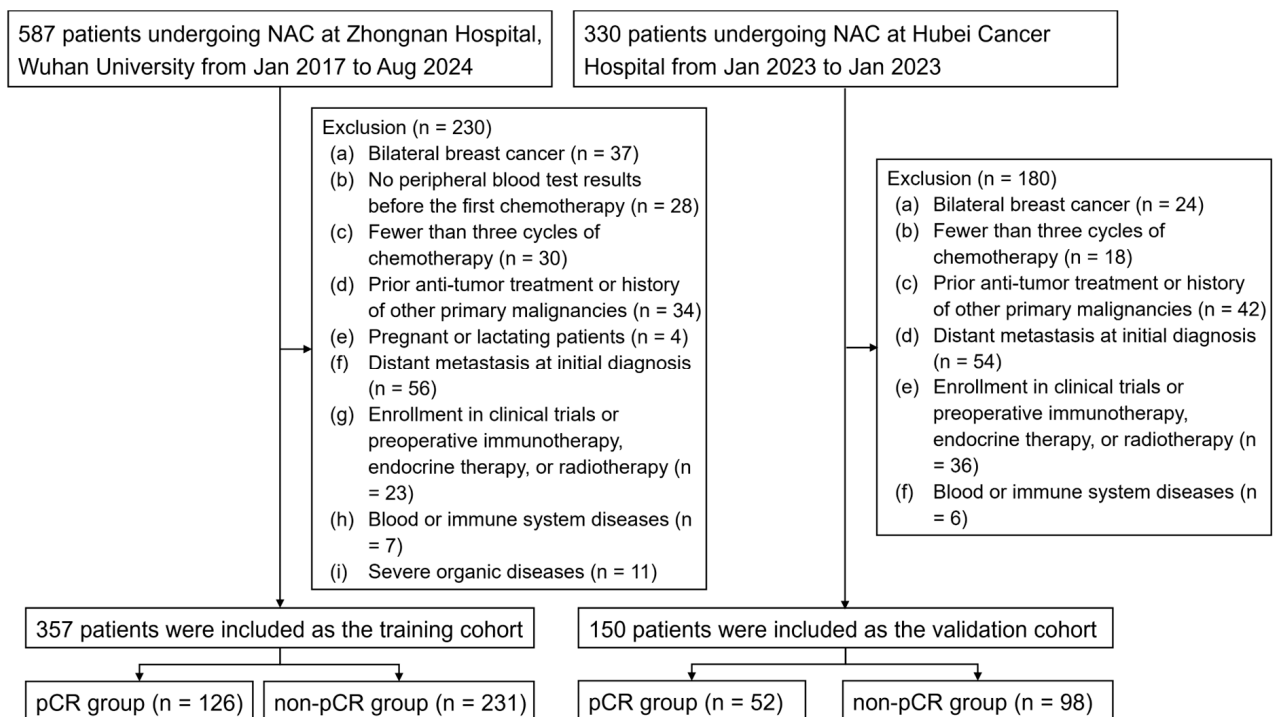 587 patients undergoing NAC at Zhongnan Hospital,
Wuhan University from Jan 2017 to Aug 2024
330 patients undergoing NAC at Hubei Cancer
Hospital from Jan 2023 to Jan 2023
Exclusion (n = 230)
(a) Bilateral breast cancer (n = 37)
(b) No peripheral blood test results
before the first chemotherapy (n = 28)
(c) Fewer than three cycles of
chemotherapy (n = 30)
(d) Prior anti-tumor treatment or history
of other primary malignancies (n = 34)
(e) Pregnant or lactating patients (n = 4)
(f) Distant metastasis at initial diagnosis
(n = 56)
(g) Enrollment in clinical trials or
preoperative immunotherapy,
endocrine therapy, or radiotherapy (n
= 23)
(h) Blood or immune system diseases (n
= 7)
(i) Severe organic diseases (n = 11)
Exclusion (n = 180)
(a) Bilateral breast cancer (n = 24)
(b) Fewer than three cycles of
chemotherapy (n = 18)
(c) Prior anti-tumor treatment or history
of other primary malignancies (n = 42)
(d) Distant metastasis at initial diagnosis
(n = 54)
(e) Enrollment in clinical trials or
preoperative immunotherapy,
endocrine therapy, or radiotherapy (n
= 36)
(f) Blood or immune system diseases (n
= 6)
357 patients were included as the training cohort
150 patients were included as the validation cohort
pCR group (n = 126)
non-pCR group (n = 231)
pCR group (n = 52)
non-pCR group (n = 98)